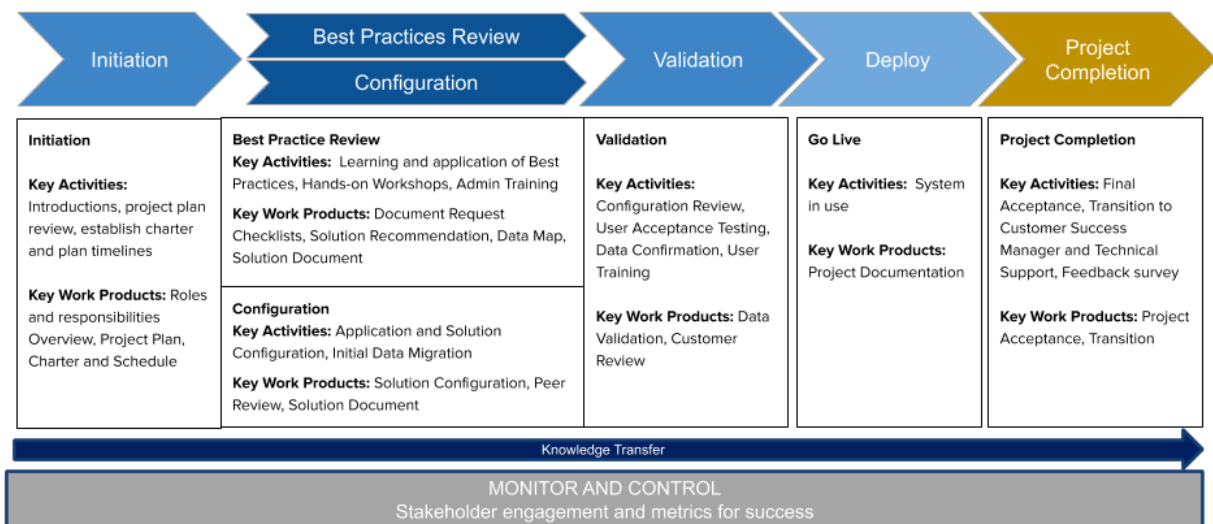 Initiation
Best Practices Review
Configuration
Validation
Deploy
Project
Completion
Initiation
Key Activities:
Introductions, project plan
review, establish charter
and plan timelines
Key Work Products: Roles
and responsibilities
Overview, Project Plan,
Charter and Schedule
Best Practice Review
Key Activities: Learning and application of Best
Practices, Hands-on Workshops, Admin Training
Key Work Products: Document Request
Checklists, Solution Recommendation, Data Map,
Solution Document
Configuration
Key Activities: Application and Solution
Configuration, Initial Data Migration
Key Work Products: Solution Configuration, Peer
Review, Solution Document
Validation
Key Activities:
Configuration Review,
User Acceptance Testing,
Data Confirmation, User
Training
Key Work Products: Data
Validation, Customer
Review
Go Live
Key Activities: System
in use
Key Work Products:
Project Documentation
Project Completion
Key Activities: Final
Acceptance, Transition to
Customer Success
Manager and Technical
Support, Feedback survey
Key Work Products: Project
Acceptance, Transition
Knowledge Transfer
MONITOR AND CONTROL
Stakeholder engagement and metrics for success